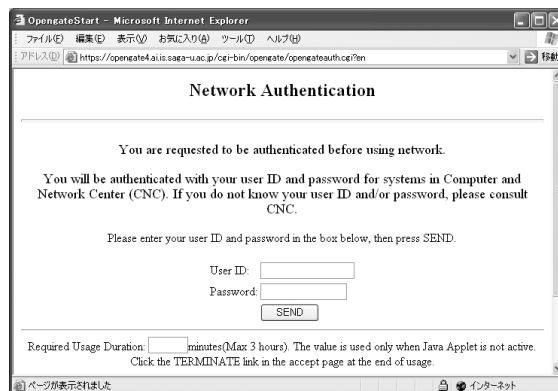 OpengateStart - Microsoft Internet Explorer
ファイル(F) 編集(E) 表示(V) お気に入り(A) ツール(T) ヘルプ(H)
アドレス(D) https://opengate4.ai.is.saga-u.ac.jp/cgi-bin/opengate/opengateauth.cgi?en 移動
Network Authentication
You are requested to be authenticated before using network.
You will be authenticated with your user ID and password for systems in Computer and
Network Center (CNC). If you do not know your user ID and/or password, please consult
CNC.
Please enter your user ID and password in the box below, then press SEND.
User ID:
Password:
SEND
Required Usage Duration: minutes(Max 3 hours). The value is used only when Java Applet is not active.
Click the TERMINATE link in the accept page at the end of usage.
ページが表示されました インターネット